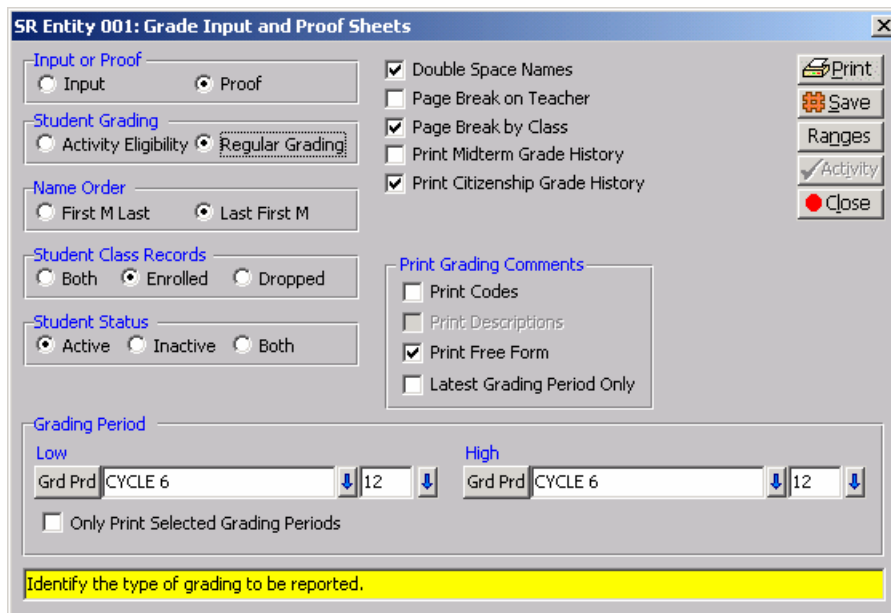 SR Entity 001: Grade Input and Proof Sheets
Input or Proof
Input Proof
Student Grading
Activity Eligibility Regular Grading
Name Order
First M Last Last First M
Student Class Records
Both Enrolled Dropped
Student Status
Active Inactive Both
Double Space Names
Page Break on Teacher
Page Break by Class
Print Midterm Grade History
Print Citizenship Grade History
Print Grading Comments
Print Codes
Print Descriptions
Print Free Form
Latest Grading Period Only
Print
Save
Ranges
Activity
Close
Grading Period
Low High
Grd Prd CYCLE 6 12 Grd Prd CYCLE 6 12
Only Print Selected Grading Periods
Identify the type of grading to be reported.